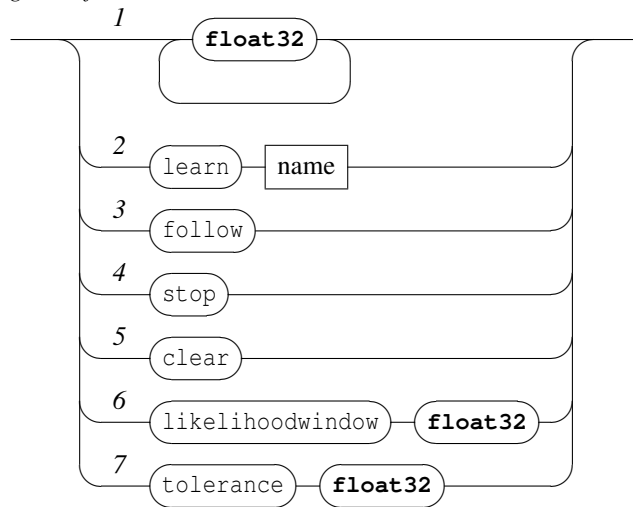 1 float32
2 learn name
3 follow
4 stop
5 clear
6 likelihoodwindow float32
7 tolerance float32